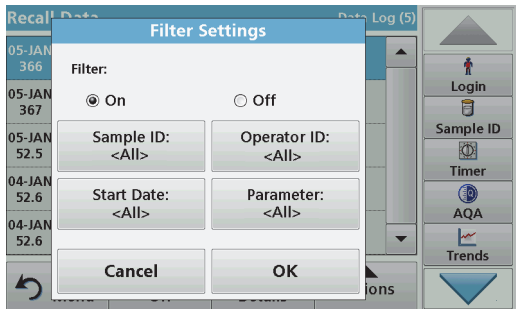 Recall Data Data Log (5)
Filter Settings
05-JAN
366
Filter:
On
Off
05-JAN
367
Sample ID:
<All>
Operator ID:
<All>
05-JAN
52.5
Start Date:
<All>
Parameter:
<All>
04-JAN
52.6
04-JAN
52.6
Cancel
OK
Login
Sample ID
Timer
AQA
Trends